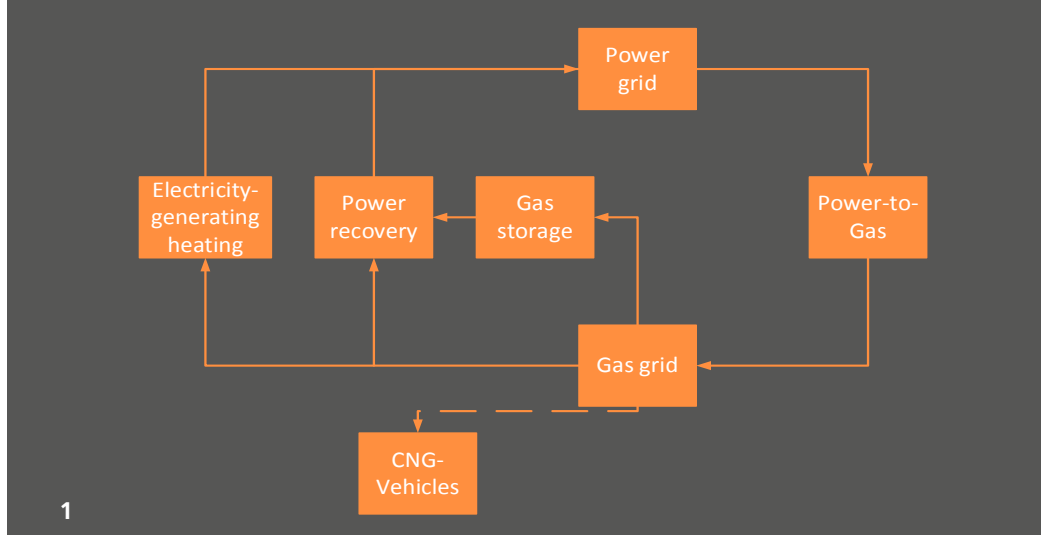 Power
grid
Electricity-
generating
heating
Power
recovery
Gas
storage
Power-to-
Gas
Gas grid
CNG-
Vehicles
1